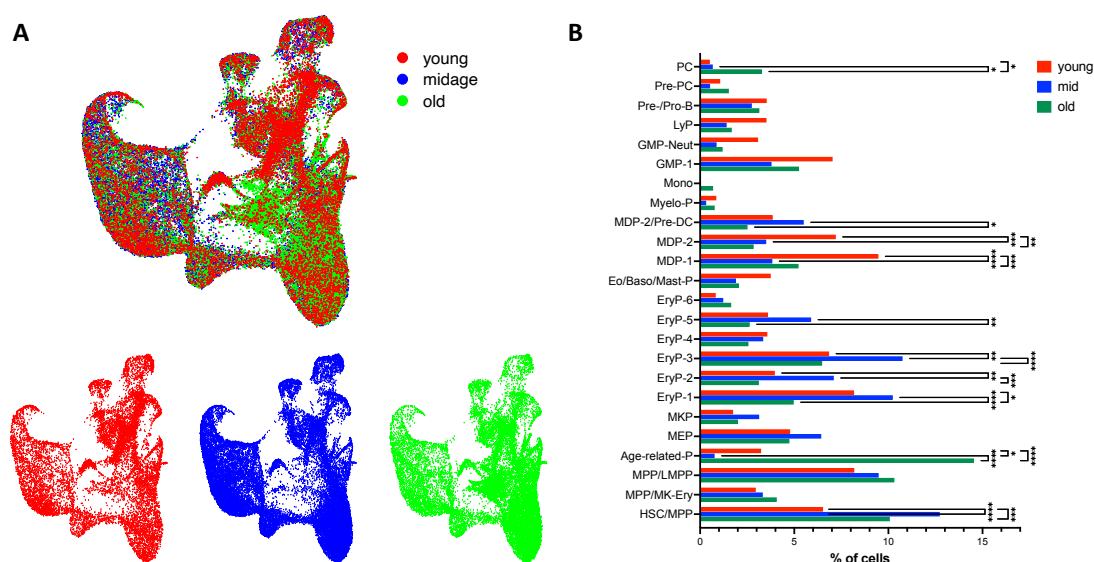 A
young
midage
old
B
young
mid
old
PC
Pre-PC
Pre-/Pro-B
LyP
GMP-Neut
GMP-1
Mono
Myelo-P
MDP-2/Pre-DC
MDP-2
MDP-1
Eo/Baso/Mast-P
EryP-6
EryP-5
EryP-4
EryP-3
EryP-2
EryP-1
MKP
MEP
Age-related-P
MPP/LMPP
MPP/MK-Ery
HSC/MPP
0 5 10 15
% of cells